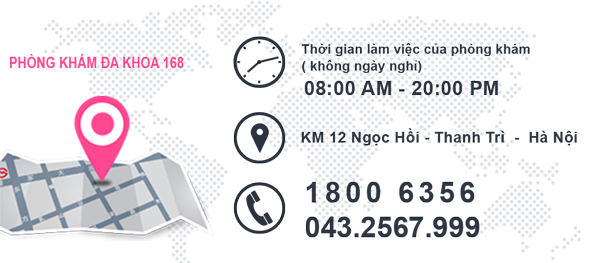 PHÒNG KHÁM ĐA KHOA 168
Thời gian làm việc của phòng khám
( không ngày nghỉ)
08:00 AM - 20:00 PM
KM 12 Ngọc Hồi - Thanh Trì - Hà Nội
1800 6356
043.2567.999